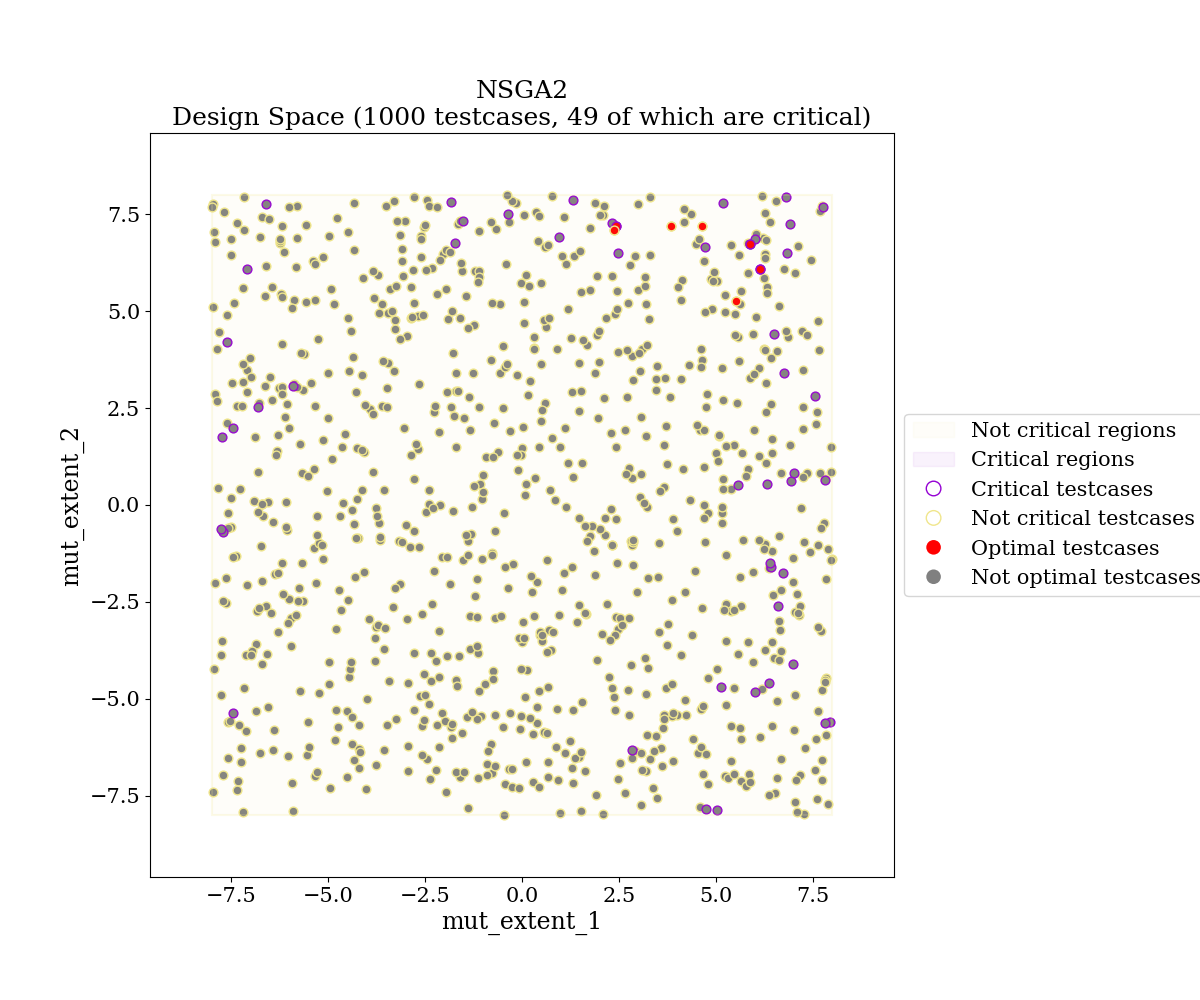 NSGA2
Design Space (1000 testcases, 49 of which are critical)
7.5
5.0
2.5
0.0
−2.5
−5.0
−7.5
mut_extent_2
−7.5 −5.0 −2.5 0.0 2.5 5.0 7.5
mut_extent_1
Not critical regions
Critical regions
Critical testcases
Not critical testcases
Optimal testcases
Not optimal testcases